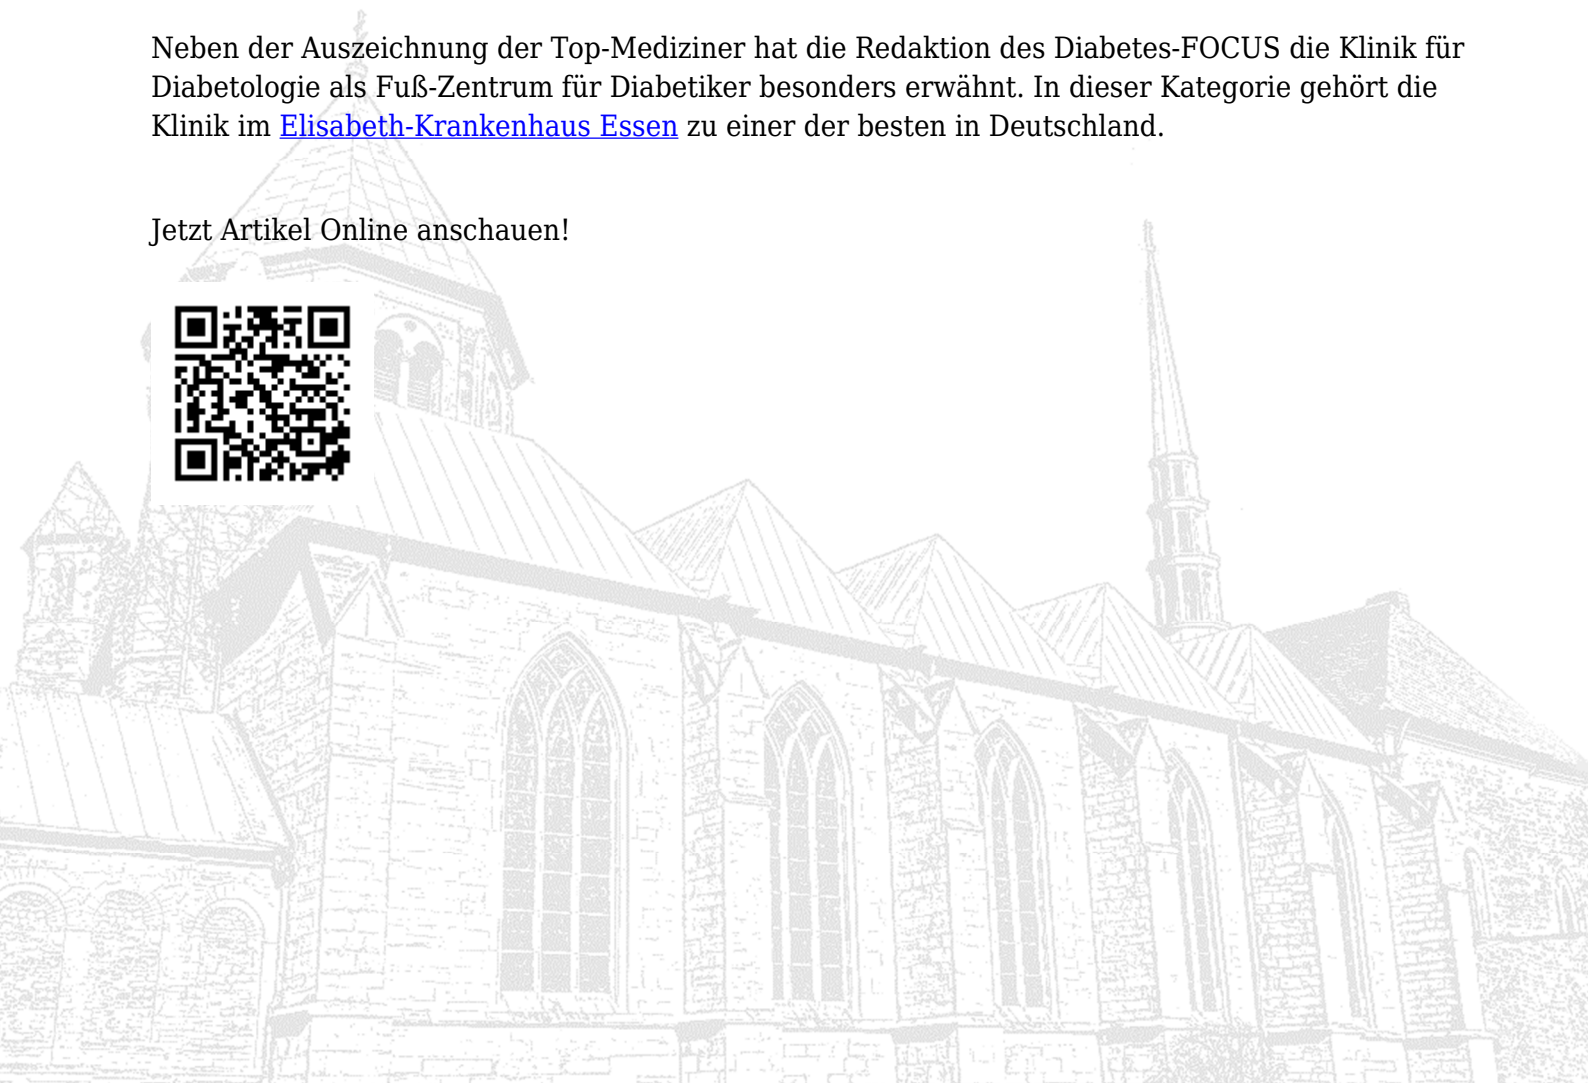 Neben der Auszeichnung der Top-Mediziner hat die Redaktion des Diabetes-FOCUS die Klinik für
Diabetologie als Fuß-Zentrum für Diabetiker besonders erwähnt. In dieser Kategorie gehört die
Klinik im Elisabeth-Krankenhaus Essen zu einer der besten in Deutschland.
Jetzt Artikel Online anschauen!